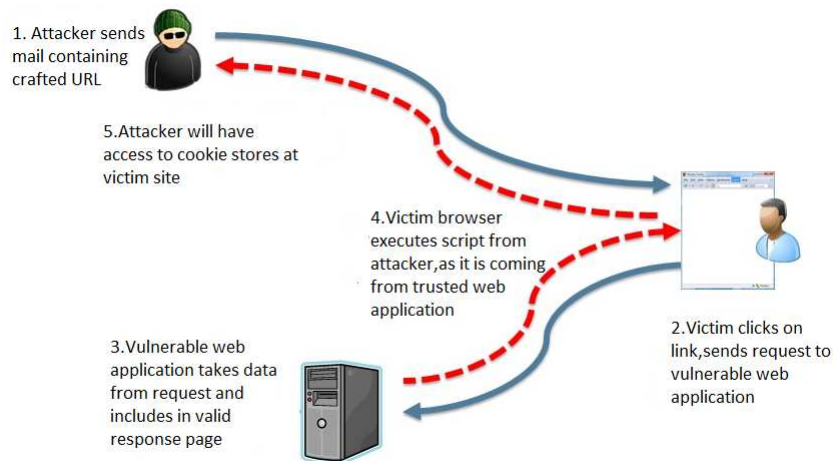 1. Attacker sends
mail containing
crafted URL
5.Attacker will have
access to cookie stores at
victim site
4.Victim browser
executes script from
attacker,as it is coming
from trusted web
application
2.Victim clicks on
link,sends request to
vulnerable web
application
3.Vulnerable web
application takes data
from request and
includes in valid
response page